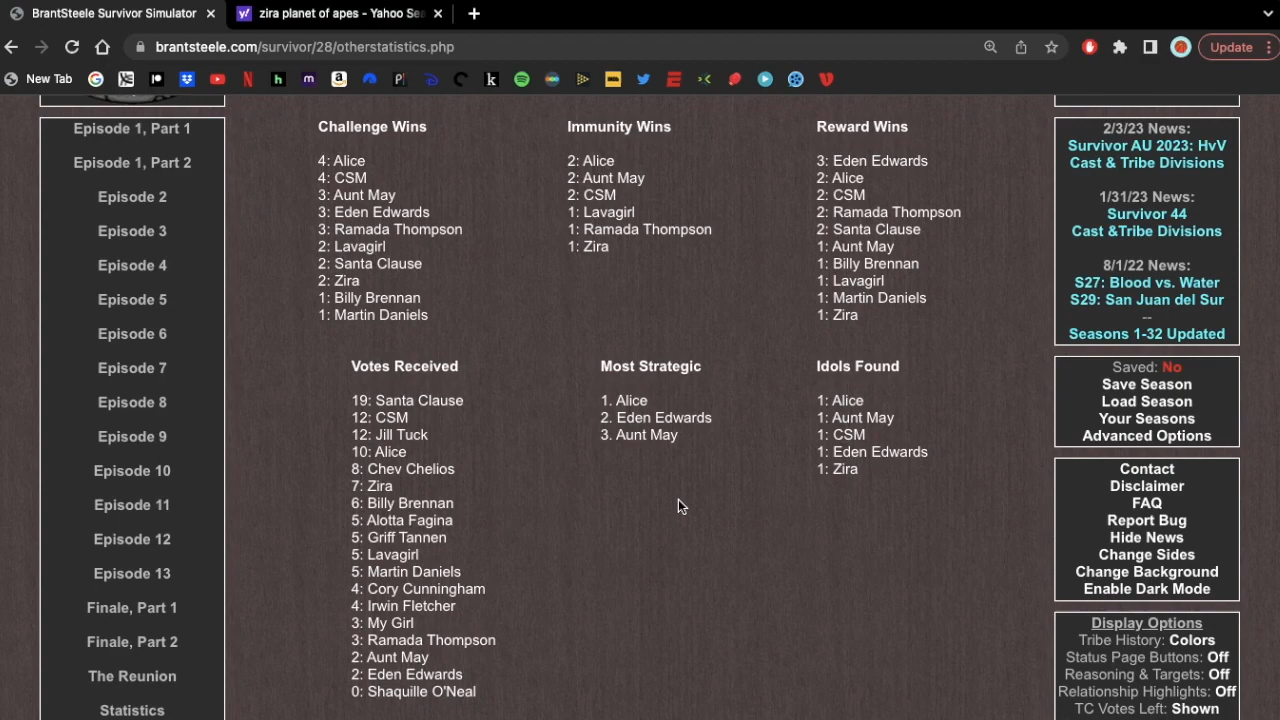 BrantSteele Survivor Simulator
zira planet of apes - Yahoo Se
brantsteele.com/survivor/28/otherstatistics.php
Update
New Tab
Episode 1, Part 1
Episode 1, Part 2
Episode 2
Episode 3
Episode 4
Episode 5
Episode 6
Episode 7
Episode 8
Episode 9
Episode 10
Episode 11
Episode 12
Episode 13
Finale, Part 1
Finale, Part 2
The Reunion
Statistics
Challenge Wins
4: Alice
4: CSM
3: Aunt May
3: Eden Edwards
3: Ramada Thompson
2: Lavagirl
2: Santa Clause
2: Zira
1: Billy Brennan
1: Martin Daniels
Immunity Wins
2: Alice
2: Aunt May
2: CSM
1: Lavagirl
1: Ramada Thompson
1: Zira
Reward Wins
3: Eden Edwards
2: Alice
2: CSM
2: Ramada Thompson
2: Santa Clause
1: Aunt May
1: Billy Brennan
1: Lavagirl
1: Martin Daniels
1: Zira
Votes Received
19: Santa Clause
12: CSM
12: Jill Tuck
10: Alice
8: Chev Chelios
7: Zira
6: Billy Brennan
5: Alotta Fagina
5: Griff Tannen
5: Lavagirl
5: Martin Daniels
4: Cory Cunningham
4: Irwin Fletcher
3: My Girl
3: Ramada Thompson
2: Aunt May
2: Eden Edwards
0: Shaquille O'Neal
Most Strategic
1. Alice
2. Eden Edwards
3. Aunt May
Idols Found
1: Alice
1: Aunt May
1: CSM
1: Eden Edwards
1: Zira
2/3/23 News:
Survivor AU 2023: HvV
Cast & Tribe Divisions
1/31/23 News:
Survivor 44
Cast &Tribe Divisions
8/1/22 News:
S27: Blood vs. Water
S29: San Juan del Sur
--
Seasons 1-32 Updated
Saved: No
Save Season
Load Season
Your Seasons
Advanced Options
Contact
Disclaimer
FAQ
Report Bug
Hide News
Change Sides
Change Background
Enable Dark Mode
Display Options
Tribe History: Colors
Status Page Buttons: Off
Reasoning & Targets: Off
Relationship Highlights: Off
TC Votes Left: Shown